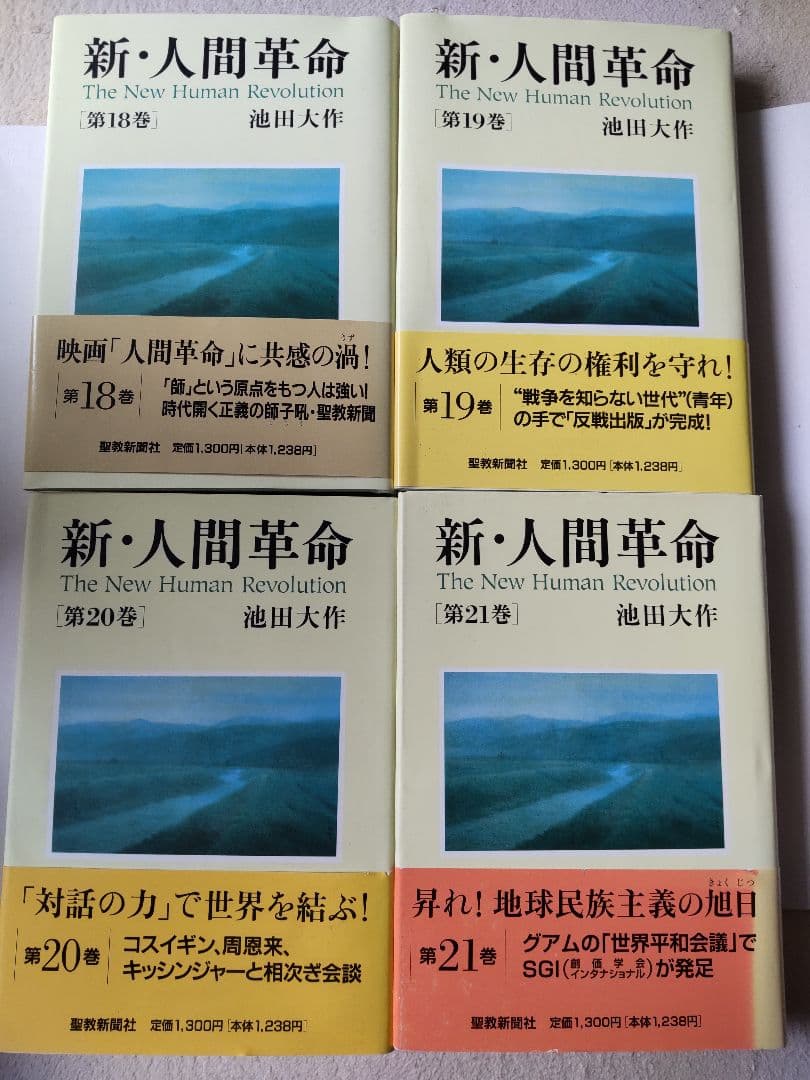 新・人間革命
The New Human Revolution
［第18巻］ 池田大作
映画「人間革命」に共感の渦！
うず
第18巻
「師」という原点をもつ人は強い！
時代開く正義の師子吼・聖教新聞
聖教新聞社 定価1,300円［本体1,238円］
新・人間革命
The New Human Revolution
［第19巻］ 池田大作
人類の生存の権利を守れ！
第19巻
“戦争を知らない世代”（青年）
の手で「反戦出版」が完成！
聖教新聞社 定価1,300円［本体1,238円］
新・人間革命
The New Human Revolution
［第20巻］ 池田大作
「対話の力」で世界を結ぶ！
第20巻
コスイギン、周恩来、
キッシンジャーと相次ぎ会談
聖教新聞社 定価1,300円［本体1,238円］
新・人間革命
The New Human Revolution
［第21巻］ 池田大作
きょく じつ
昇れ！ 地球民族主義の旭日
第21巻
グアムの「世界平和会議」で
SGI（創価学会インタナショナル）が発足
聖教新聞社 定価1,300円［本体1,238円］